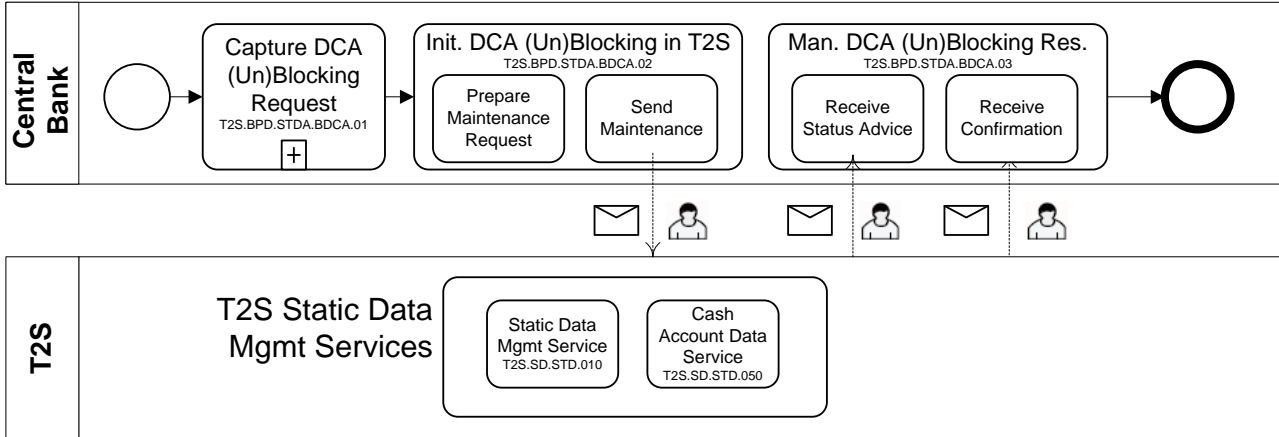 Central
Bank
Capture DCA
(Un)Blocking
Request
T2S.BPD.STDA.BDCA.01
Init. DCA (Un)Blocking in T2S
T2S.BPD.STDA.BDCA.02
Prepare
Maintenance
Request
Send
Maintenance
Man. DCA (Un)Blocking Res.
T2S.BPD.STDA.BDCA.03
Receive
Status Advice
Receive
Confirmation
T2S
T2S Static Data
Mgmt Services
Static Data
Mgmt Service
T2S.SD.STD.010
Cash
Account Data
Service
T2S.SD.STD.050